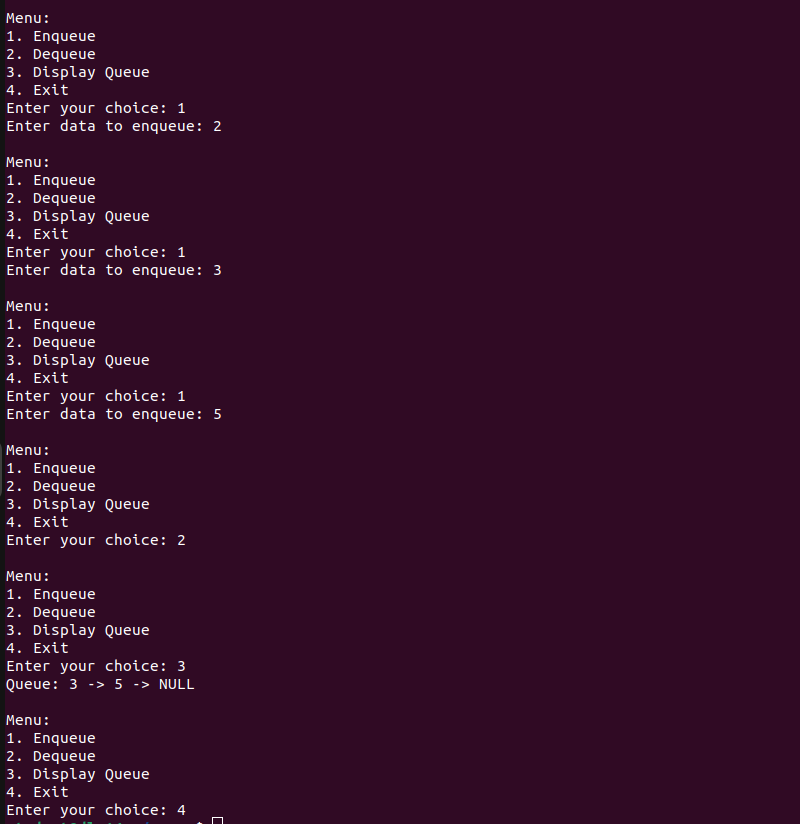 Menu:
1. Enqueue
2. Dequeue
3. Display Queue
4. Exit
Enter your choice: 1
Enter data to enqueue: 2
Menu:
1. Enqueue
2. Dequeue
3. Display Queue
4. Exit
Enter your choice: 1
Enter data to enqueue: 3
Menu:
1. Enqueue
2. Dequeue
3. Display Queue
4. Exit
Enter your choice: 1
Enter data to enqueue: 5
Menu:
1. Enqueue
2. Dequeue
3. Display Queue
4. Exit
Enter your choice: 2
Menu:
1. Enqueue
2. Dequeue
3. Display Queue
4. Exit
Enter your choice: 3
Queue: 3 -> 5 -> NULL
Menu:
1. Enqueue
2. Dequeue
3. Display Queue
4. Exit
Enter your choice: 4